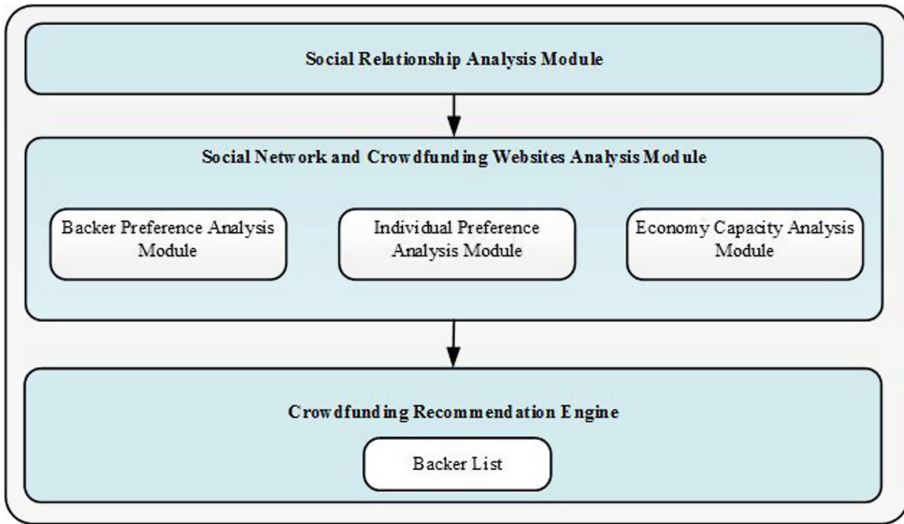 Social Relationship Analysis Module
Social Network and Crowdfunding Websites Analysis Module
Backer Preference Analysis
Module
Individual Preference
Analysis Module
Economy Capacity Analysis
Module
Crowdfunding Recommendation Engine
Backer List